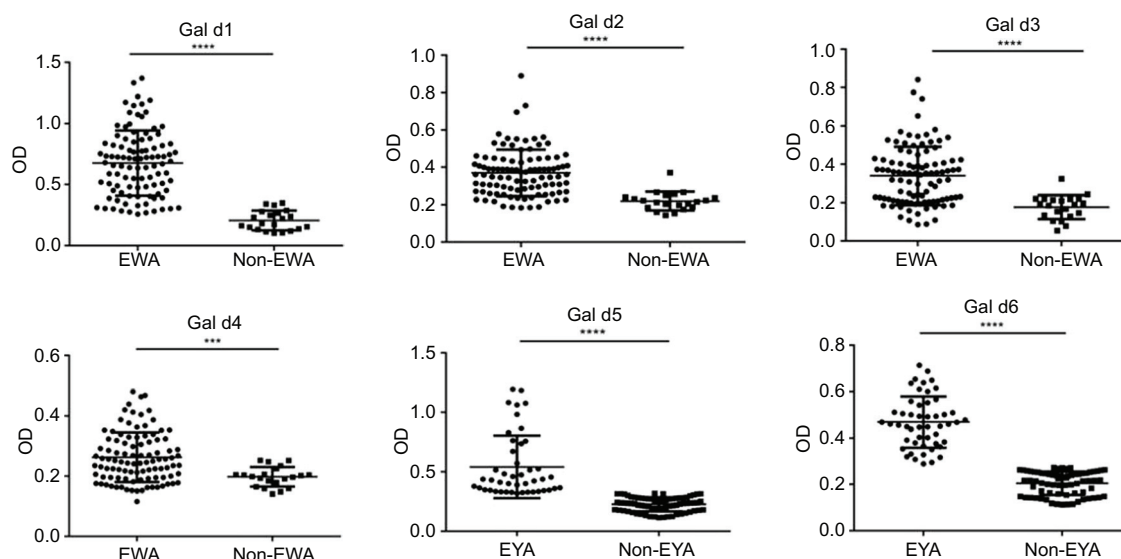 Gal d1
****
1.5
1.0
0.5
0.0
OD
EWA Non-EWA
Gal d2
****
1.0
0.8
0.6
0.4
0.2
0.0
OD
EWA Non-EWA
Gal d3
****
1.0
0.8
0.6
0.4
0.2
0.0
OD
EWA Non-EWA
Gal d4
***
0.6
0.4
0.2
0.0
OD
EWA Non-EWA
Gal d5
****
1.5
1.0
0.5
0.0
OD
EYA Non-EYA
Gal d6
****
0.8
0.6
0.4
0.2
0.0
OD
EYA Non-EYA